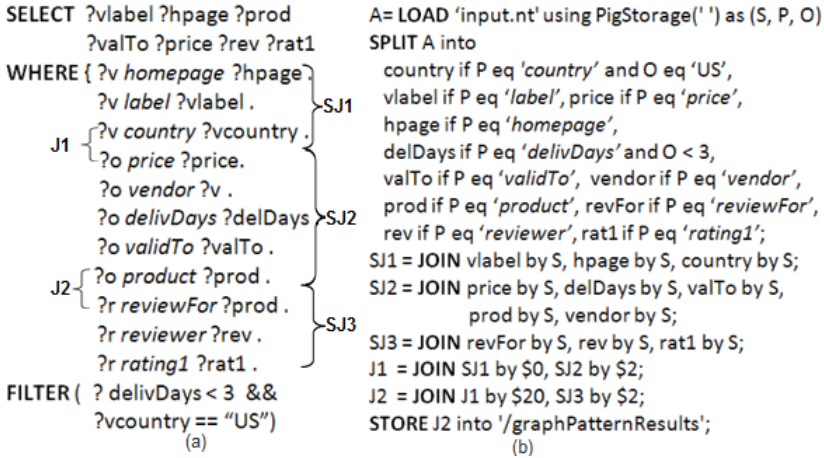 SELECT ?vlabel ?hpage ?prod
?valTo ?price ?rev ?rat1
WHERE { ?v homepage ?hpage .
?v label ?vlabel .
?v country ?vcountry .
?o price ?price.
?o vendor ?v .
?o delivDays ?delDays
?o validTo ?valTo .
?o product ?prod .
?r reviewFor ?prod .
?r reviewer ?rev .
?r rating1 ?rat1 .
FILTER ( ? delivDays < 3 &&
?vcountry == “US”)
(a)
J1
J2
SJ1
SJ2
SJ3
A= LOAD ‘input.nt' using PigStorage(' ') as (S, P, O)
SPLIT A into
country if P eq 'country’ and O eq ‘US’,
vlabel if P eq ‘label’, price if P eq ‘price’,
hpage if P eq ‘homepage’,
delDays if P eq ‘delivDays’ and O < 3,
valTo if P eq ‘validTo’, vendor if P eq ‘vendor’,
prod if P eq ‘product’, revFor if P eq ‘reviewFor’,
rev if P eq ‘reviewer’, rat1 if P eq ‘rating1’;
SJ1 = JOIN vlabel by S, hpage by S, country by S;
SJ2 = JOIN price by S, delDays by S, valTo by S,
prod by S, vendor by S;
SJ3 = JOIN revFor by S, rev by S, rat1 by S;
J1 = JOIN SJ1 by $0, SJ2 by $2;
J2 = JOIN J1 by $20, SJ3 by $2;
STORE J2 into '/graphPatternResults';
(b)